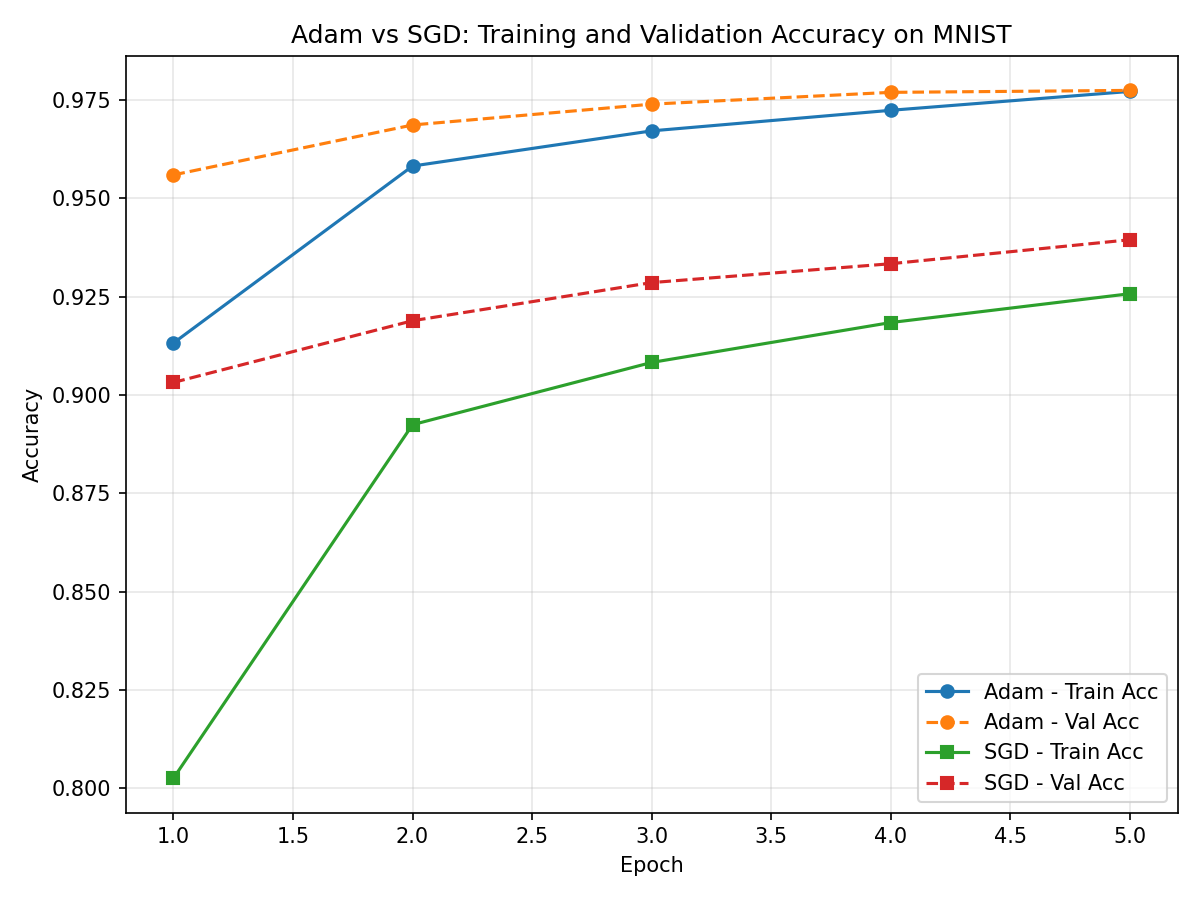 Adam vs SGD: Training and Validation Accuracy on MNIST
Accuracy
0.975
0.950
0.925
0.900
0.875
0.850
0.825
0.800
1.0 1.5 2.0 2.5 3.0 3.5 4.0 4.5 5.0
Epoch
Adam - Train Acc
Adam - Val Acc
SGD - Train Acc
SGD - Val Acc